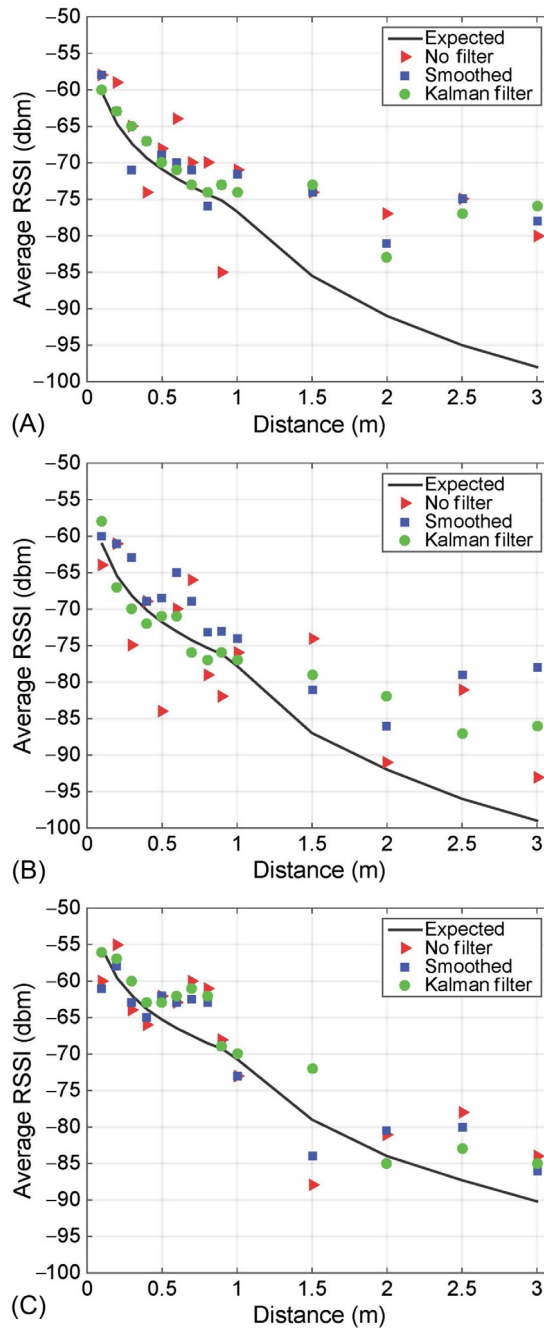 −50
−55
−60
−65
−70
−75
−80
−85
−90
−95
−100
Average RSSI (dbm)
Expected
No filter
Smoothed
Kalman filter
0 0.5 1 1.5 2 2.5 3
(A) Distance (m)
−50
−55
−60
−65
−70
−75
−80
−85
−90
−95
−100
Average RSSI (dbm)
Expected
No filter
Smoothed
Kalman filter
0 0.5 1 1.5 2 2.5 3
(B) Distance (m)
−50
−55
−60
−65
−70
−75
−80
−85
−90
−95
−100
Average RSSI (dbm)
Expected
No filter
Smoothed
Kalman filter
0 0.5 1 1.5 2 2.5 3
(C) Distance (m)